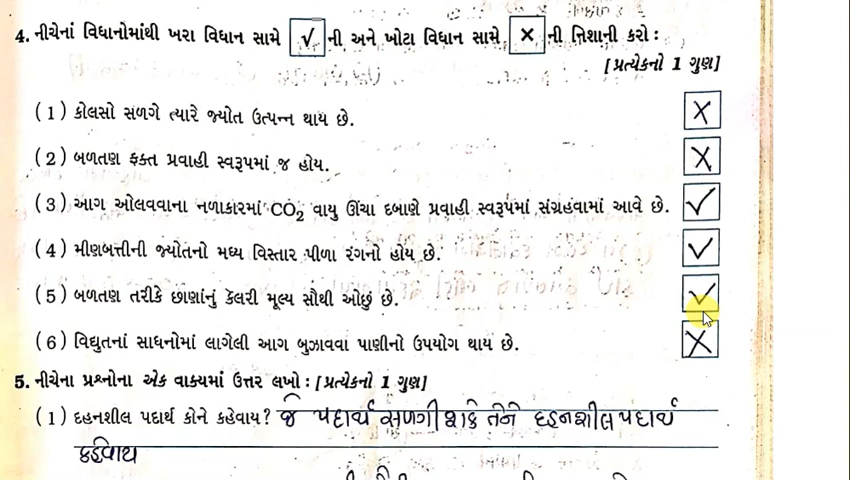 4. નીચેનાં વિધાનોમાંથી ખરા વિધાન સામે ✓ ની અને ખોટા વિધાન સામે × ની નિશાની કરો :
[પ્રત્યેકનો 1 ગુણ]
(1) કોલસો સળગે ત્યારે જ્યોત ઉત્પન્ન થાય છે. ×
(2) બળતણ ફક્ત પ્રવાહી સ્વરૂપમાં જ હોય. ×
(3) આગ ઓલવવાના નળાકારમાં CO₂ વાયુ ઊંચા દબાણે પ્રવાહી સ્વરૂપમાં સંગ્રહવામાં આવે છે. ✓
(4) મીણબત્તીની જ્યોતનો મધ્ય વિસ્તાર પીળા રંગનો હોય છે. ✓
(5) બળતણ તરીકે છાણાંનું કૅલરી મૂલ્ય સૌથી ઓછું છે. ✓
(6) વિદ્યુતનાં સાધનોમાં લાગેલી આગ બુઝાવવા પાણીનો ઉપયોગ થાય છે. ×
5. નીચેના પ્રશ્નોના એક વાક્યમાં ઉત્તર લખો : [પ્રત્યેકનો 1 ગુણ]
(1) દહનશીલ પદાર્થ કોને કહેવાય? જે પદાર્થ સળગી શકે તેને દહનશીલ પદાર્થ
કહેવાય